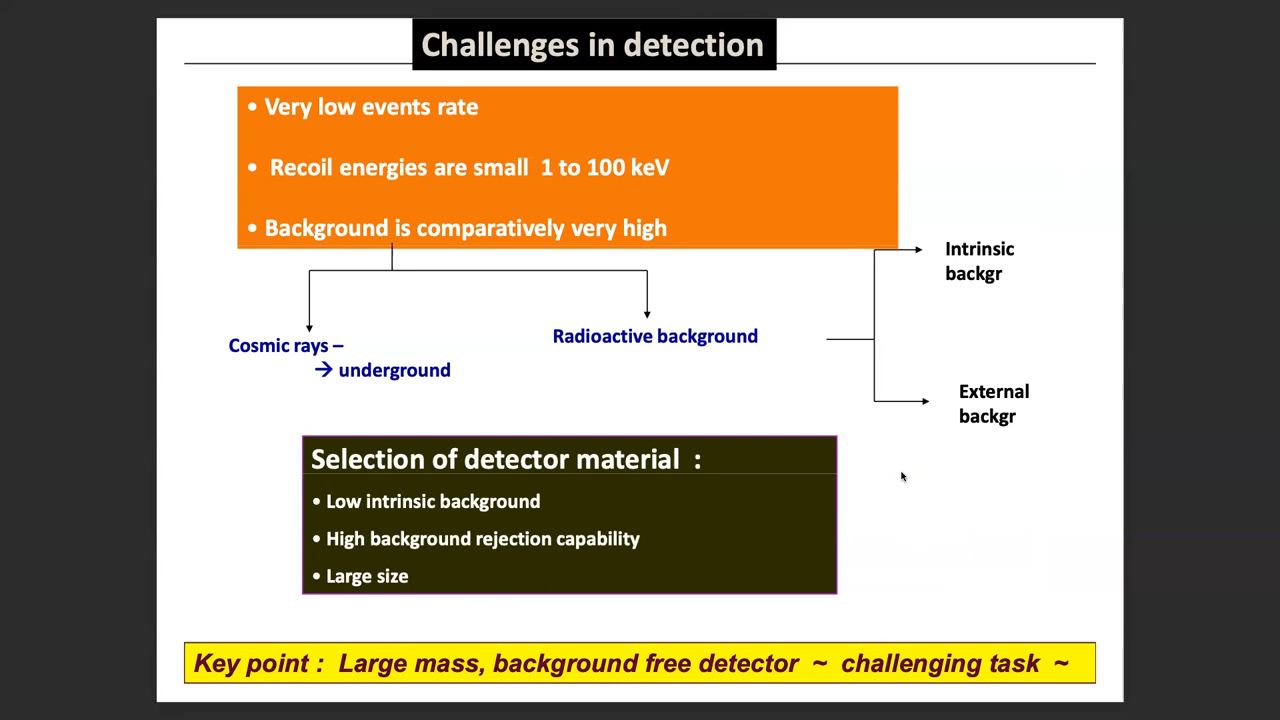 Challenges in detection
• Very low events rate
• Recoil energies are small 1 to 100 keV
• Background is comparatively very high
Intrinsic
backgr
Radioactive background
Cosmic rays –
→ underground
External
backgr
Selection of detector material :
• Low intrinsic background
• High background rejection capability
• Large size
Key point : Large mass, background free detector ~ challenging task ~